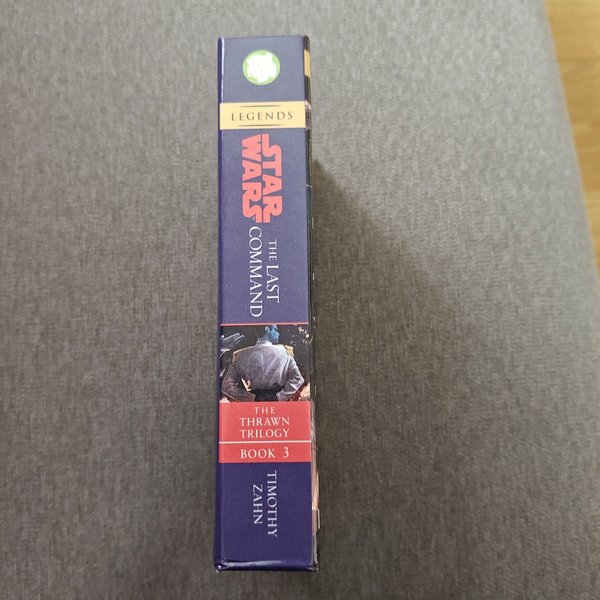 LEGENDS
STAR
WARS
THE LAST
COMMAND
THE
THRAWN
TRILOGY
BOOK 3
TIMOTHY
ZAHN